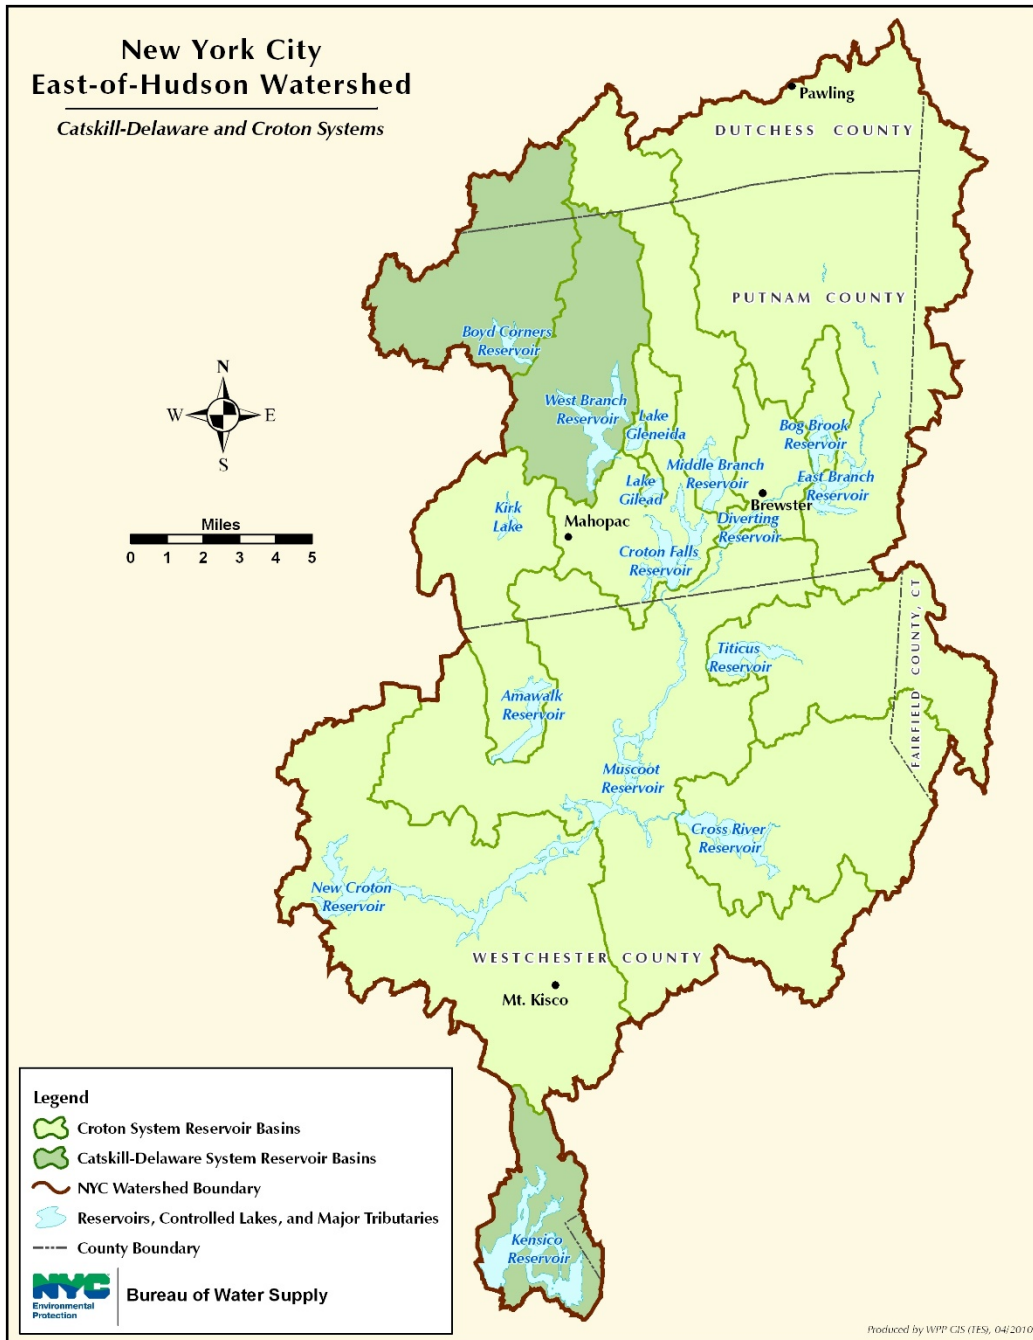 New York City
East-of-Hudson Watershed
Catskill-Delaware and Croton Systems
Pawling
DUTCHESS COUNTY
PUTNAM COUNTY
Boyd Corners
Reservoir
N
W
E
S
West Branch
Reservoir
Lake
Gleneida
Bog Brook
Reservoir
Middle Branch
Reservoir
East Branch
Reservoir
Lake
Gilead
Brewster
Kirk
Lake
Mahopac
Diverting
Reservoir
Miles
0 1 2 3 4 5
Croton Falls
Reservoir
FAIRFIELD COUNTY, CT
Titicus
Reservoir
Amawalk
Reservoir
Muscoot
Reservoir
Cross River
Reservoir
New Croton
Reservoir
WESTCHESTER COUNTY
Mt. Kisco
Legend
Croton System Reservoir Basins
Catskill-Delaware System Reservoir Basins
NYC Watershed Boundary
Reservoirs, Controlled Lakes, and Major Tributaries
County Boundary
Kensico
Reservoir
NYC
Environmental
Protection
Bureau of Water Supply
Produced by WPP GIS (TES), 04/2010